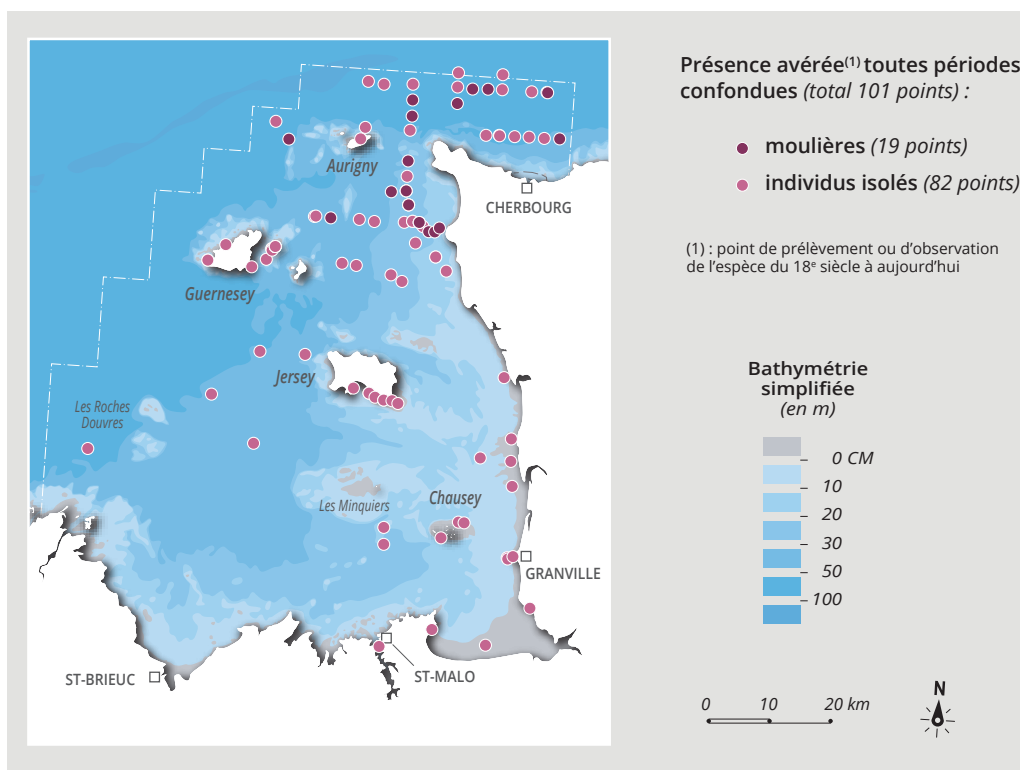 Présence avérée(1) toutes périodes
confondues (total 101 points) :
moulières (19 points)
individus isolés (82 points)
(1) : point de prélèvement ou d'observation
de l'espèce du 18e siècle à aujourd'hui
Aurigny
CHERBOURG
Guernesey
Jersey
Les Roches
Douvres
Les Minquiers
Chausey
GRANVILLE
ST-MALO
ST-BRIEUC
Bathymétrie
simplifiée
(en m)
0 CM
10
20
30
50
100
0 10 20 km
N